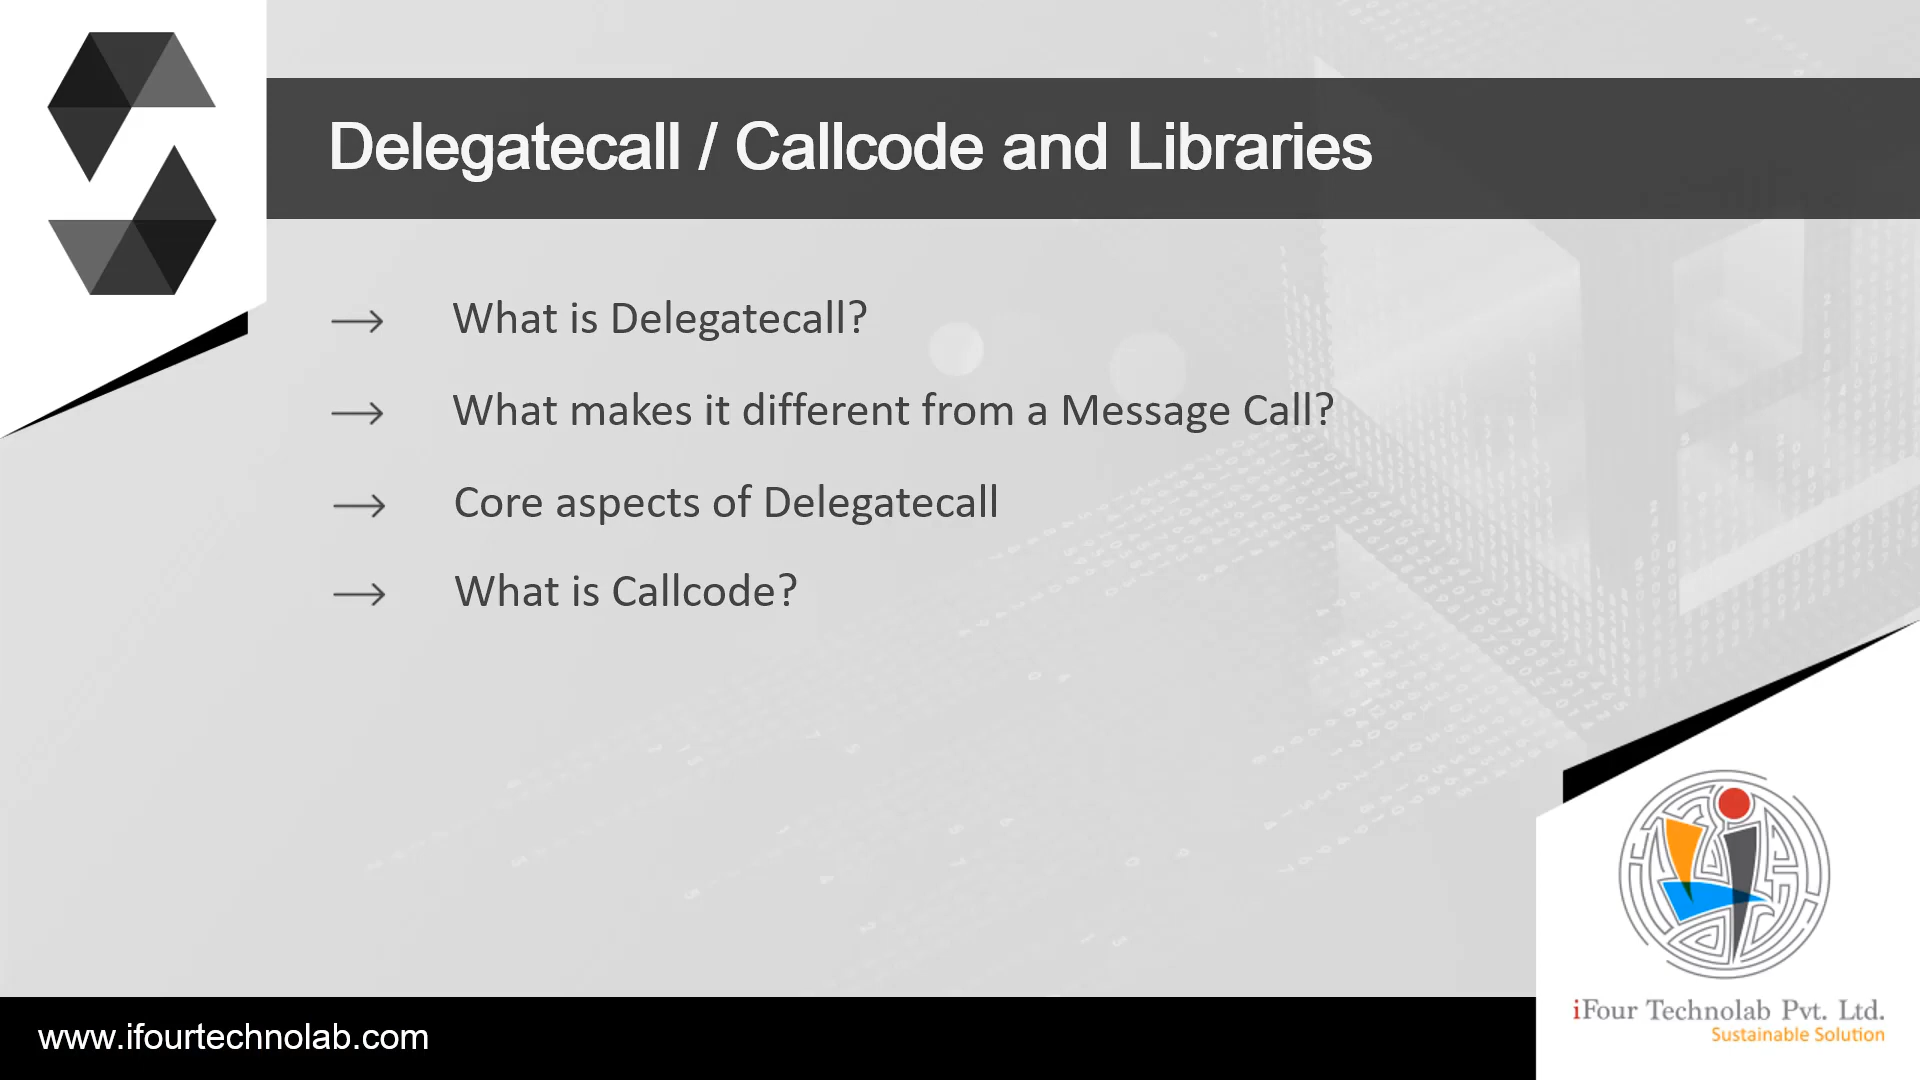 Delegatecall / Callcode and Libraries
What is Delegatecall?
What makes it different from a Message Call?
Core aspects of Delegatecall
What is Callcode?
www.ifourtechnolab.com
iFour Technolab Pvt. Ltd.
Sustainable Solution